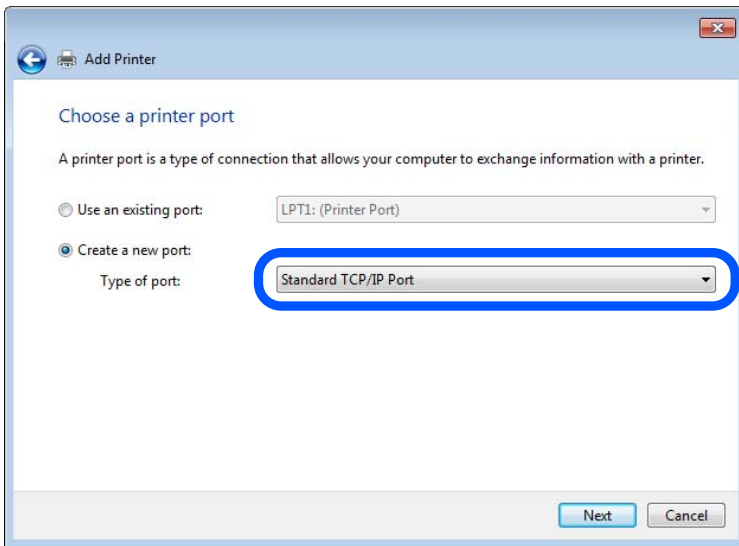 Add Printer
Choose a printer port
A printer port is a type of connection that allows your computer to exchange information with a printer.
Use an existing port: LPT1: (Printer Port)
Create a new port:
Type of port: Standard TCP/IP Port
Next Cancel